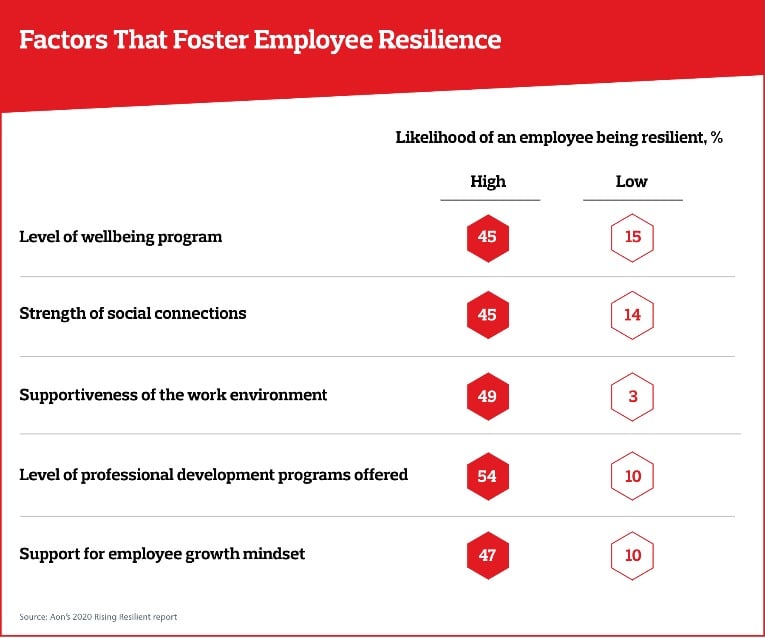 Factors That Foster Employee Resilience
Likelihood of an employee being resilient, %
High Low
Level of wellbeing program 45 15
Strength of social connections 45 14
Supportiveness of the work environment 49 3
Level of professional development programs offered 54 10
Support for employee growth mindset 47 10
Source: Aon's 2020 Rising Resilient report